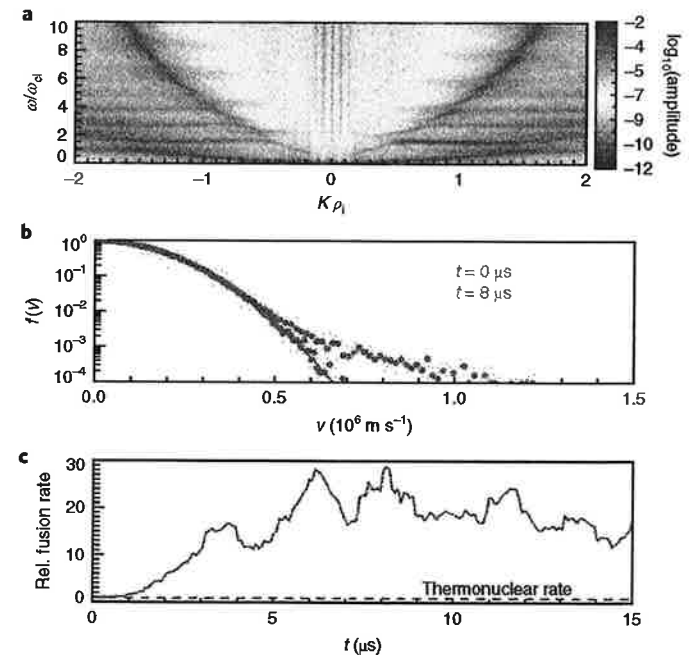 a
10
8
6
4
2
0
ω/ω_ci
−2
−1
0
1
2
Kρ_i
−2
−4
−5
−7
−9
−10
−12
log₁₀(amplitude)
b
10⁰
10⁻¹
10⁻²
10⁻³
10⁻⁴
f(v)
t = 0 μs
t = 8 μs
0.0
0.5
1.0
1.5
v (10⁶ m s⁻¹)
c
30
20
10
0
Rel. fusion rate
Thermonuclear rate
0
5
10
15
t (μs)